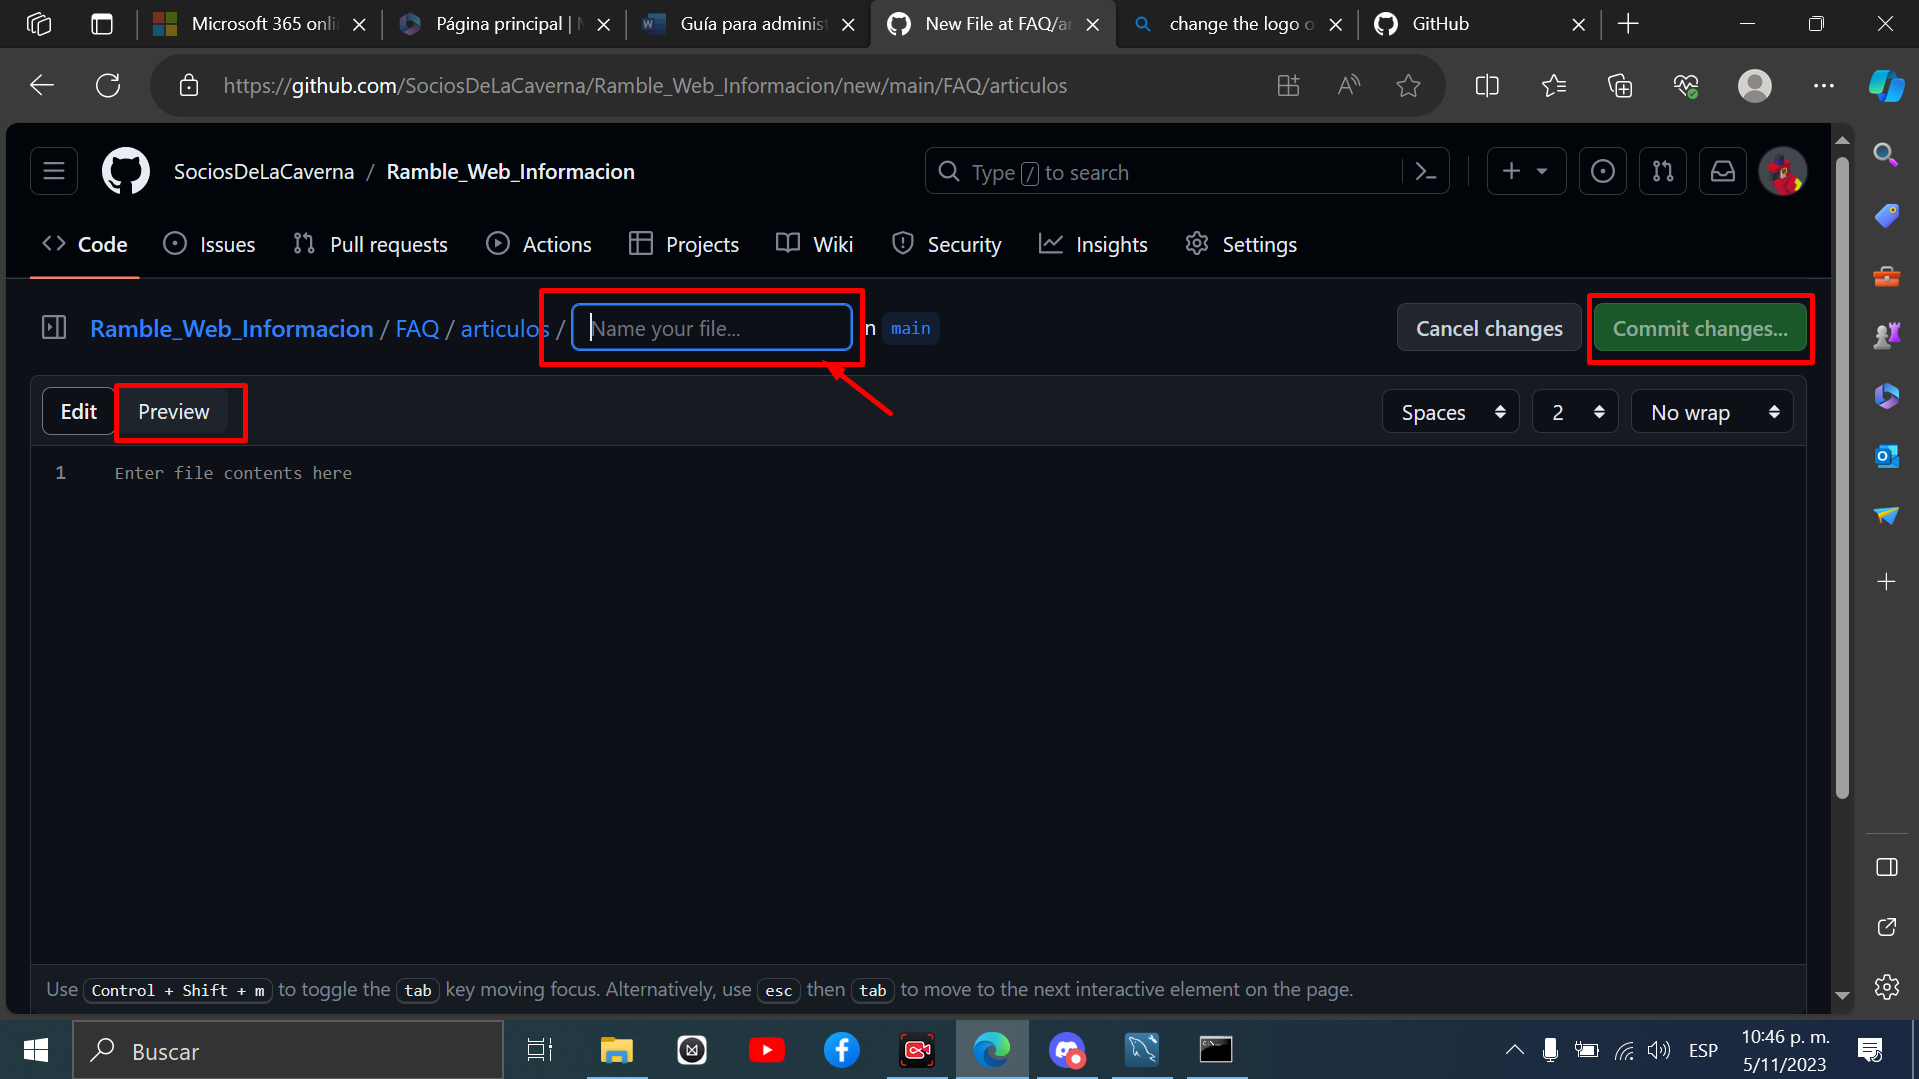 Microsoft 365 onli
Página principal | M
Guía para administ
New File at FAQ/ar
change the logo o
GitHub
https://github.com/SociosDeLaCaverna/Ramble_Web_Informacion/new/main/FAQ/articulos
SociosDeLaCaverna / Ramble_Web_Informacion
Type / to search
Code
Issues
Pull requests
Actions
Projects
Wiki
Security
Insights
Settings
Ramble_Web_Informacion / FAQ / articulos /
Name your file...
n main
Cancel changes
Commit changes...
Edit
Preview
Spaces
2
No wrap
1 Enter file contents here
Use Control + Shift + m to toggle the tab key moving focus. Alternatively, use esc then tab to move to the next interactive element on the page.
Buscar
ESP
10:46 p. m.
5/11/2023